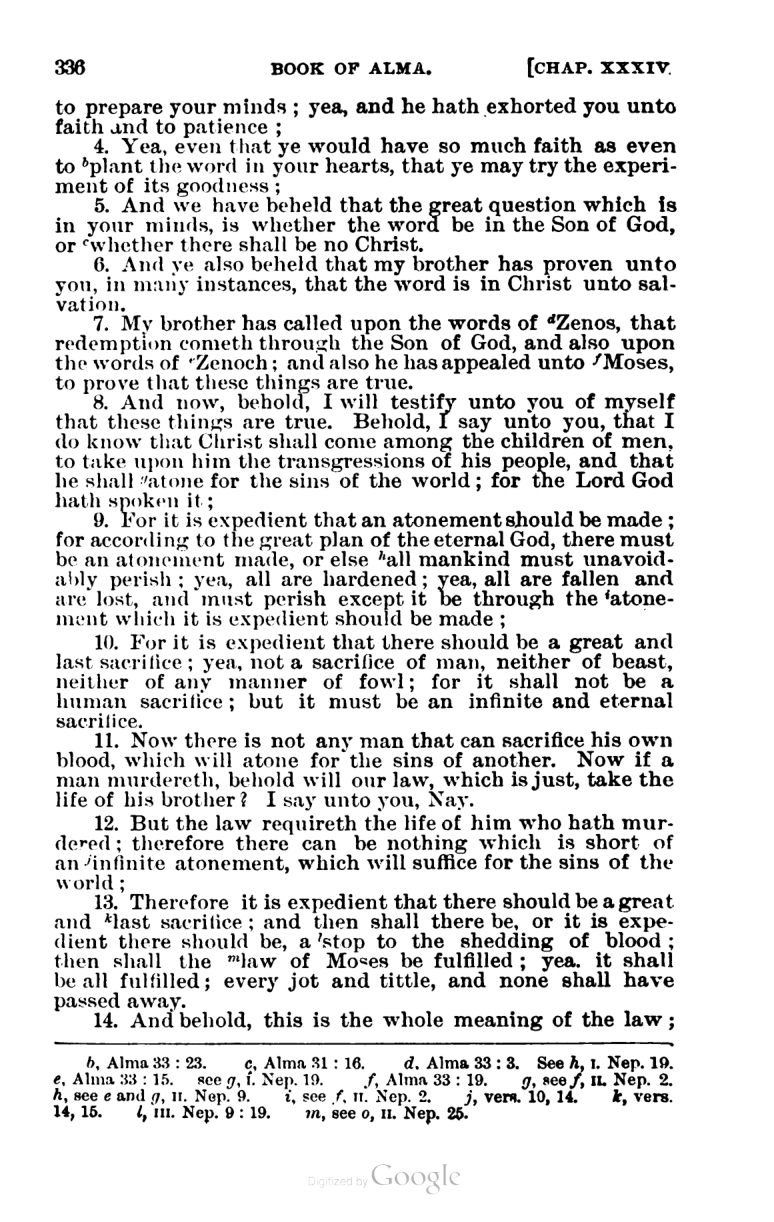 336 BOOK OF ALMA. [CHAP. XXXIV.
to prepare your minds ; yea, and he hath exhorted you unto
faith and to patience ;
4. Yea, even that ye would have so much faith as even
to ᵇplant the word in your hearts, that ye may try the experi-
ment of its goodness ;
5. And we have beheld that the great question which is
in your minds, is whether the word be in the Son of God,
or ᶜwhether there shall be no Christ.
6. And ye also beheld that my brother has proven unto
you, in many instances, that the word is in Christ unto sal-
vation.
7. My brother has called upon the words of ᵈZenos, that
redemption cometh through the Son of God, and also upon
the words of ᵉZenoch ; and also he has appealed unto ᶠMoses,
to prove that these things are true.
8. And now, behold, I will testify unto you of myself
that these things are true. Behold, I say unto you, that I
do know that Christ shall come among the children of men,
to take upon him the transgressions of his people, and that
he shall ᵍatone for the sins of the world ; for the Lord God
hath spoken it ;
9. For it is expedient that an atonement should be made ;
for according to the great plan of the eternal God, there must
be an atonement made, or else ʰall mankind must unavoid-
ably perish ; yea, all are hardened ; yea, all are fallen and
are lost, and must perish except it be through the ⁱatone-
ment which it is expedient should be made ;
10. For it is expedient that there should be a great and
last sacrifice ; yea, not a sacrifice of man, neither of beast,
neither of any manner of fowl ; for it shall not be a
human sacrifice ; but it must be an infinite and eternal
sacrifice.
11. Now there is not any man that can sacrifice his own
blood, which will atone for the sins of another. Now if a
man murdereth, behold will our law, which is just, take the
life of his brother ? I say unto you, Nay.
12. But the law requireth the life of him who hath mur-
dered ; therefore there can be nothing which is short of
an ʲinfinite atonement, which will suffice for the sins of the
world ;
13. Therefore it is expedient that there should be a great
and ᵏlast sacrifice ; and then shall there be, or it is expe-
dient there should be, a ˡstop to the shedding of blood ;
then shall the ᵐlaw of Moses be fulfilled ; yea. it shall
be all fulfilled ; every jot and tittle, and none shall have
passed away.
14. And behold, this is the whole meaning of the law ;
b, Alma 33 : 23. c, Alma 31 : 16. d, Alma 33 : 3. See h, I. Nep. 19.
e, Alma 33 : 15. see g, I. Nep. 19. f, Alma 33 : 19. g, see f, II. Nep. 2.
h, see e and g, II. Nep. 9. i, see f, II. Nep. 2. j, vers. 10, 14. k, vers.
14, 15. l, III. Nep. 9 : 19. m, see o, II. Nep. 25.
Digitized by Google